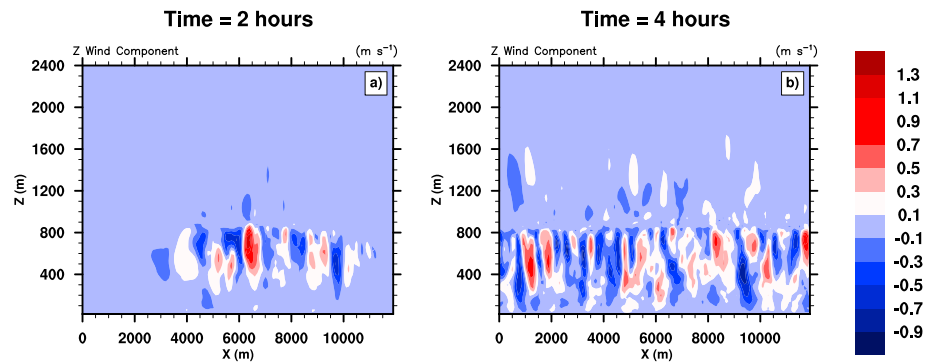 Time = 2 hours
Time = 4 hours
Z Wind Component (m s⁻¹)
Z Wind Component (m s⁻¹)
a)
b)
2400
2000
1600
1200
800
400
Z (m)
0 2000 4000 6000 8000 10000
X (m)
2400
2000
1600
1200
800
400
Z (m)
0 2000 4000 6000 8000 10000
X (m)
1.3
1.1
0.9
0.7
0.5
0.3
0.1
-0.1
-0.3
-0.5
-0.7
-0.9